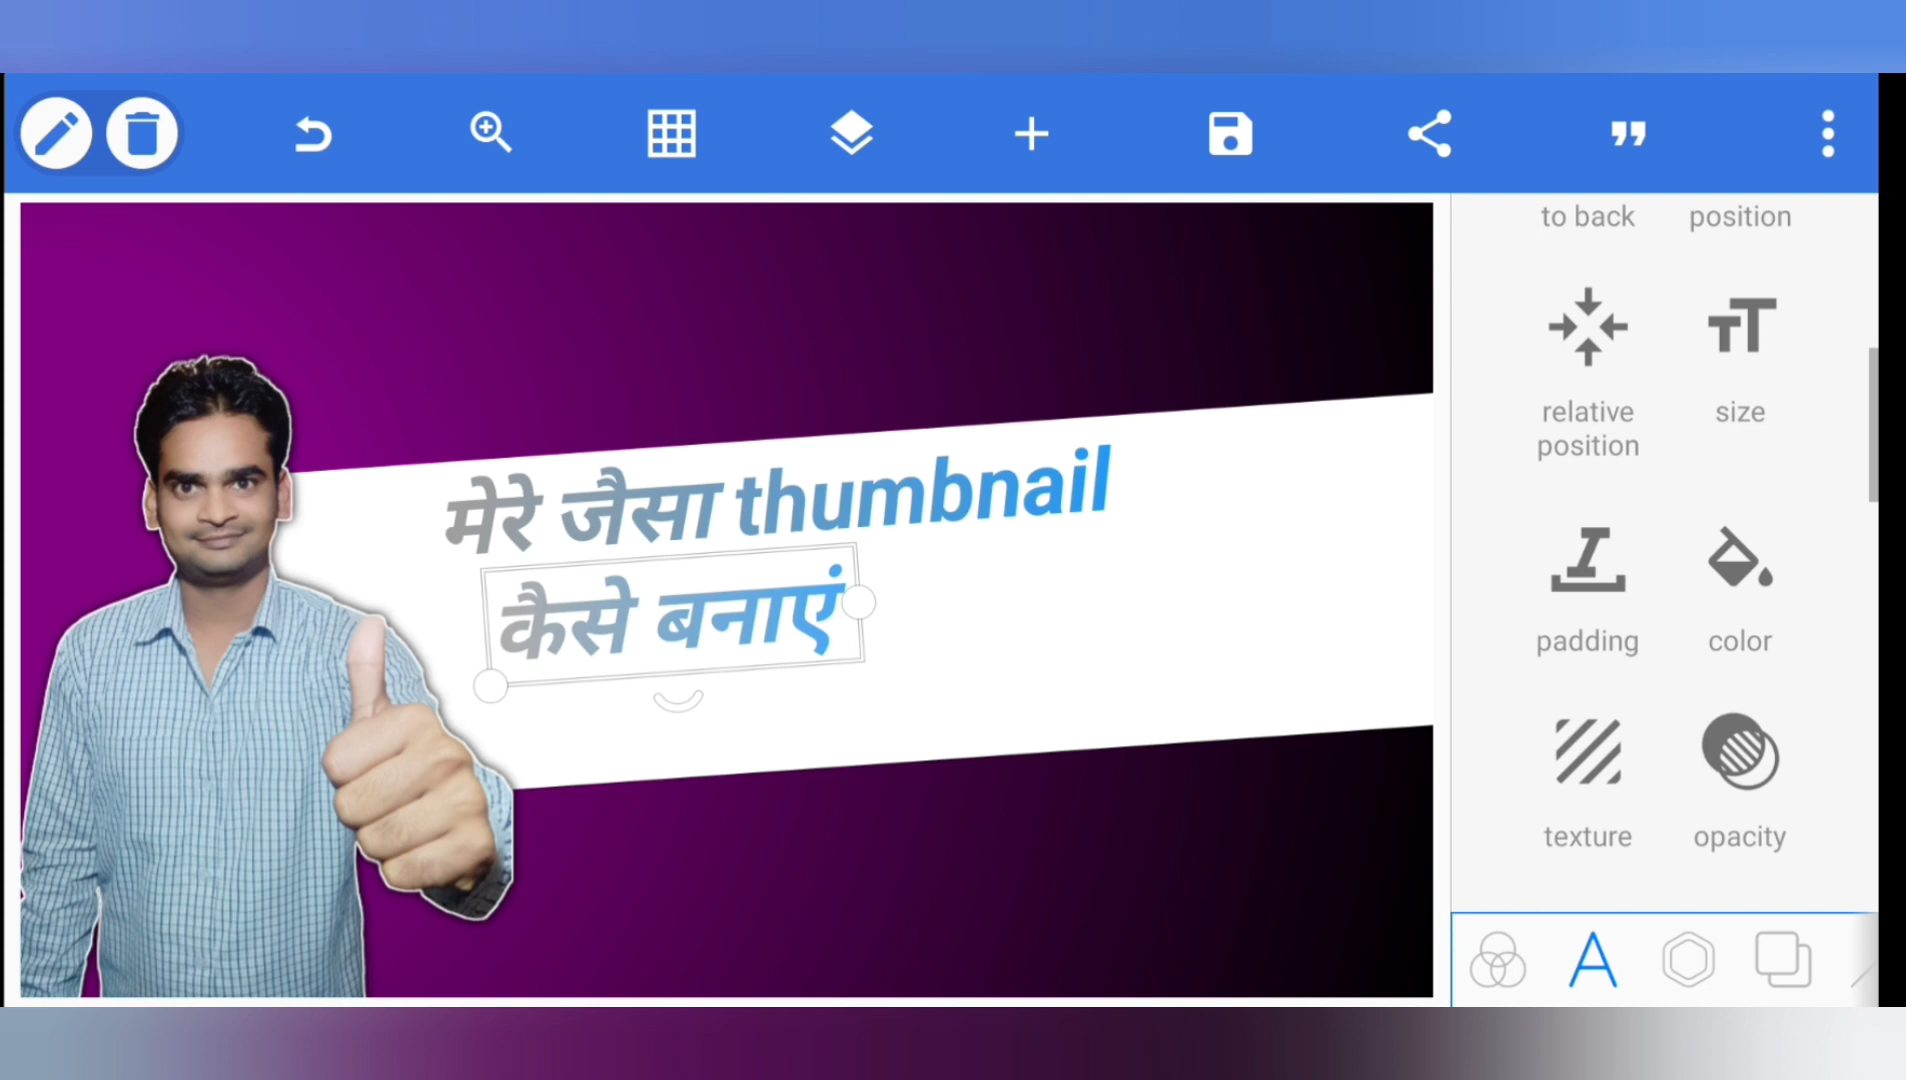 to back
position
मेरे जैसा thumbnail
कैसे बनाएं
relative
position
size
padding
color
texture
opacity